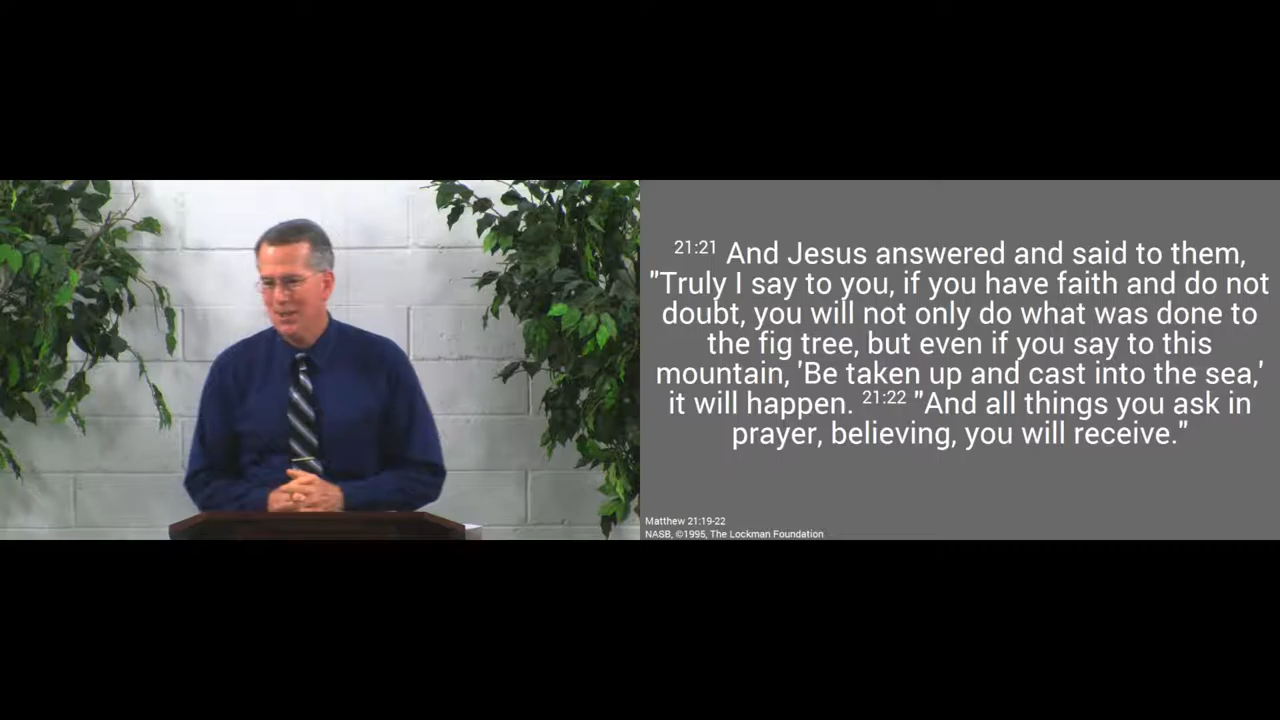 21:21 And Jesus answered and said to them,
"Truly I say to you, if you have faith and do not
doubt, you will not only do what was done to
the fig tree, but even if you say to this
mountain, 'Be taken up and cast into the sea,'
it will happen. 21:22 "And all things you ask in
prayer, believing, you will receive."
Matthew 21:19-22
NASB, ©1995, The Lockman Foundation